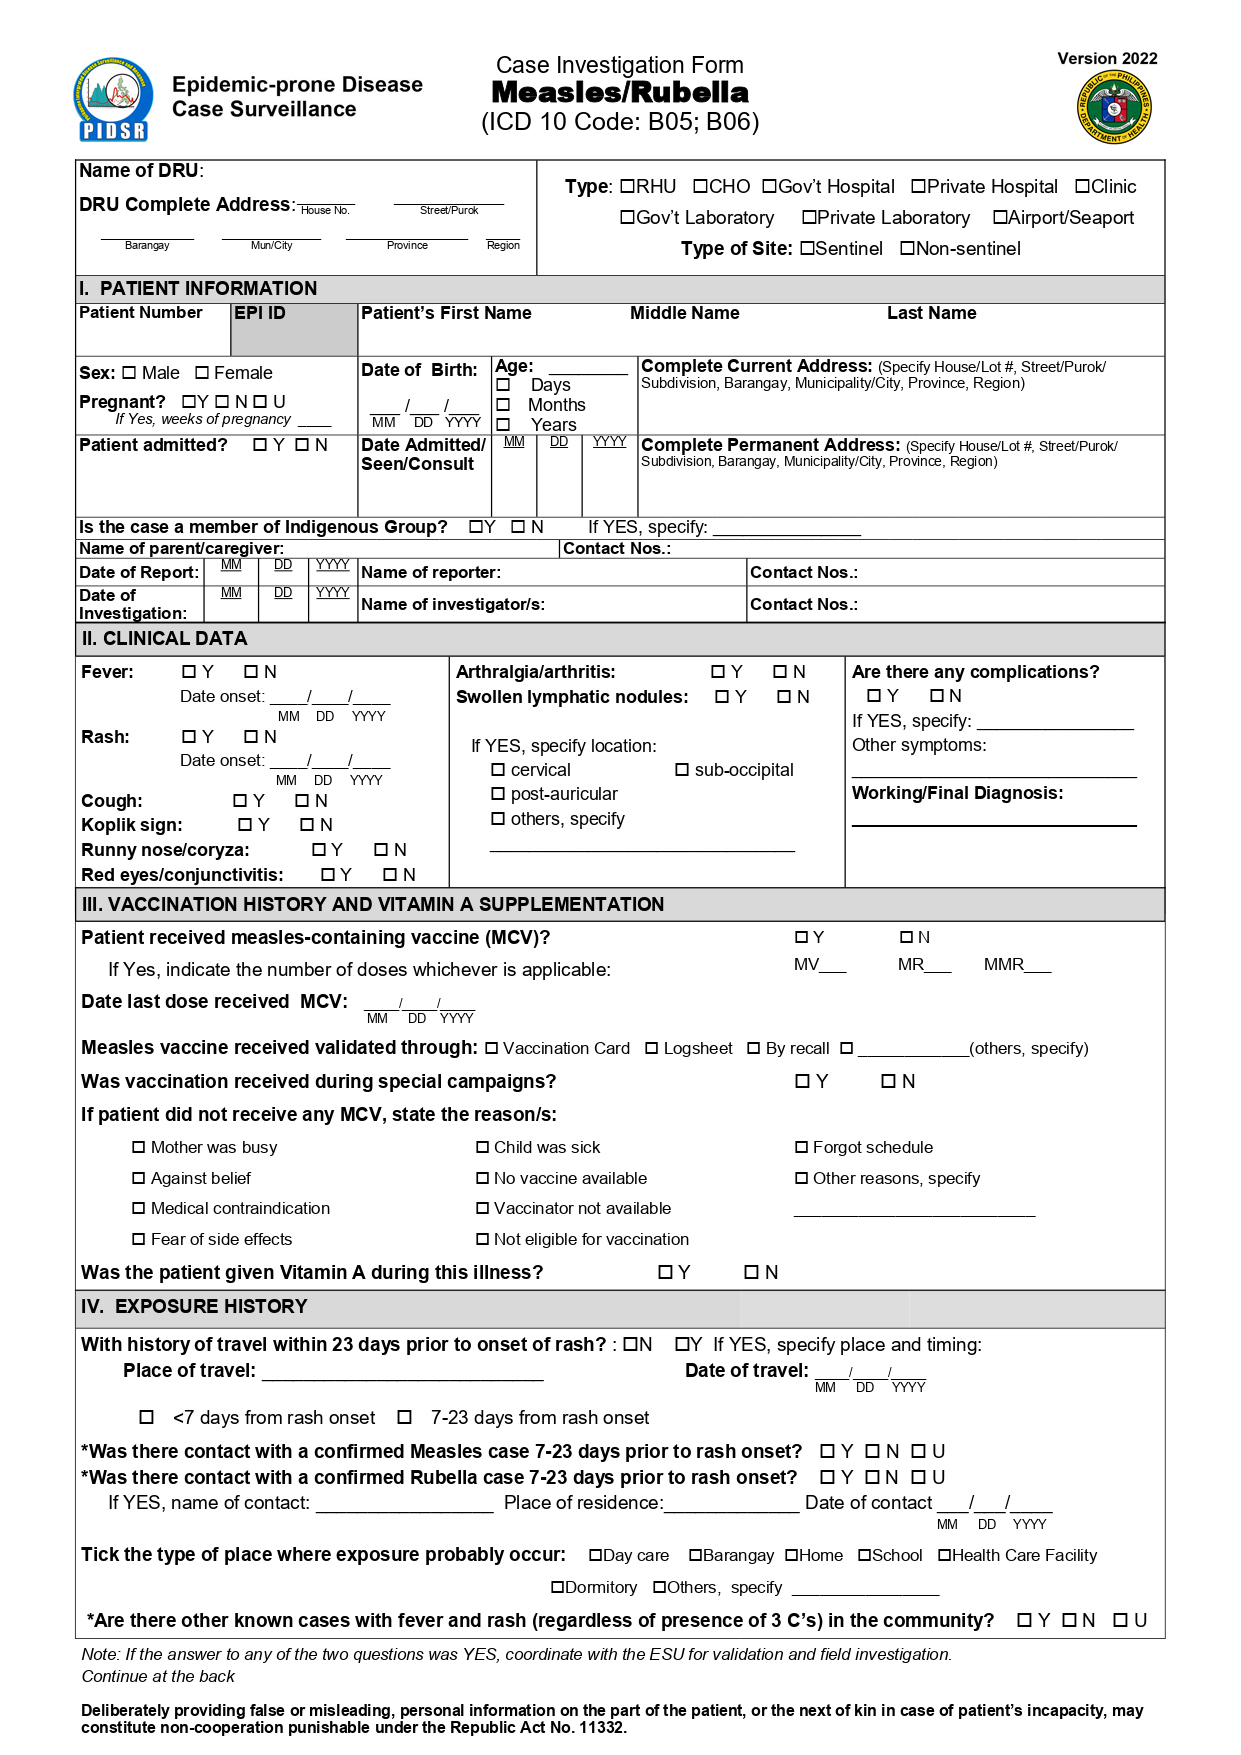 Case Investigation Form
Version 2022
Epidemic-prone Disease
Case Surveillance
Measles/Rubella
(ICD 10 Code: B05; B06)
PIDSR
REPUBLIC OF THE PHILIPPINES
DEPARTMENT OF HEALTH
Name of DRU:
DRU Complete Address:________ ________
House No. Street/Purok
Barangay Mun/City Province Region
Type: ☐RHU ☐CHO ☐Gov't Hospital ☐Private Hospital ☐Clinic
☐Gov't Laboratory ☐Private Laboratory ☐Airport/Seaport
Type of Site: ☐Sentinel ☐Non-sentinel
I. PATIENT INFORMATION
Patient Number EPI ID Patient's First Name Middle Name Last Name
Sex: ☐ Male ☐ Female
Pregnant? ☐Y ☐ N ☐ U
If Yes, weeks of pregnancy ____
Date of Birth:
___ /___ /___
MM DD YYYY
Age: ________
☐ Days
☐ Months
☐ Years
Complete Current Address: (Specify House/Lot #, Street/Purok/
Subdivision, Barangay, Municipality/City, Province, Region)
Patient admitted? ☐ Y ☐ N
Date Admitted/
Seen/Consult
MM DD YYYY
Complete Permanent Address: (Specify House/Lot #, Street/Purok/
Subdivision, Barangay, Municipality/City, Province, Region)
Is the case a member of Indigenous Group? ☐Y ☐ N If YES, specify: _______________
Name of parent/caregiver: Contact Nos.:
Date of Report: MM DD YYYY Name of reporter: Contact Nos.:
Date of
Investigation: MM DD YYYY Name of investigator/s: Contact Nos.:
II. CLINICAL DATA
Fever: ☐ Y ☐ N
Date onset: ____/____/____
MM DD YYYY
Rash: ☐ Y ☐ N
Date onset: ____/____/____
MM DD YYYY
Cough: ☐ Y ☐ N
Koplik sign: ☐ Y ☐ N
Runny nose/coryza: ☐ Y ☐ N
Red eyes/conjunctivitis: ☐ Y ☐ N
Arthralgia/arthritis: ☐ Y ☐ N
Swollen lymphatic nodules: ☐ Y ☐ N
If YES, specify location:
☐ cervical ☐ sub-occipital
☐ post-auricular
☐ others, specify
______________________________
Are there any complications?
☐ Y ☐ N
If YES, specify: ________________
Other symptoms:
____________________________
Working/Final Diagnosis:
____________________________
III. VACCINATION HISTORY AND VITAMIN A SUPPLEMENTATION
Patient received measles-containing vaccine (MCV)? ☐ Y ☐ N
If Yes, indicate the number of doses whichever is applicable: MV___ MR___ MMR___
Date last dose received MCV: ____/____/____
MM DD YYYY
Measles vaccine received validated through: ☐ Vaccination Card ☐ Logsheet ☐ By recall ☐ ____________(others, specify)
Was vaccination received during special campaigns? ☐ Y ☐ N
If patient did not receive any MCV, state the reason/s:
☐ Mother was busy ☐ Child was sick ☐ Forgot schedule
☐ Against belief ☐ No vaccine available ☐ Other reasons, specify
☐ Medical contraindication ☐ Vaccinator not available __________________________
☐ Fear of side effects ☐ Not eligible for vaccination
Was the patient given Vitamin A during this illness? ☐ Y ☐ N
IV. EXPOSURE HISTORY
With history of travel within 23 days prior to onset of rash? : ☐N ☐Y If YES, specify place and timing:
Place of travel: ___________________________ Date of travel: ____/____/____
MM DD YYYY
☐ <7 days from rash onset ☐ 7-23 days from rash onset
*Was there contact with a confirmed Measles case 7-23 days prior to rash onset? ☐ Y ☐ N ☐ U
*Was there contact with a confirmed Rubella case 7-23 days prior to rash onset? ☐ Y ☐ N ☐ U
If YES, name of contact: _________________ Place of residence:_____________ Date of contact ___/___/____
MM DD YYYY
Tick the type of place where exposure probably occur: ☐Day care ☐Barangay ☐Home ☐School ☐Health Care Facility
☐Dormitory ☐Others, specify ________________
*Are there other known cases with fever and rash (regardless of presence of 3 C's) in the community? ☐ Y ☐ N ☐ U
Note: If the answer to any of the two questions was YES, coordinate with the ESU for validation and field investigation.
Continue at the back
Deliberately providing false or misleading, personal information on the part of the patient, or the next of kin in case of patient's incapacity, may
constitute non-cooperation punishable under the Republic Act No. 11332.